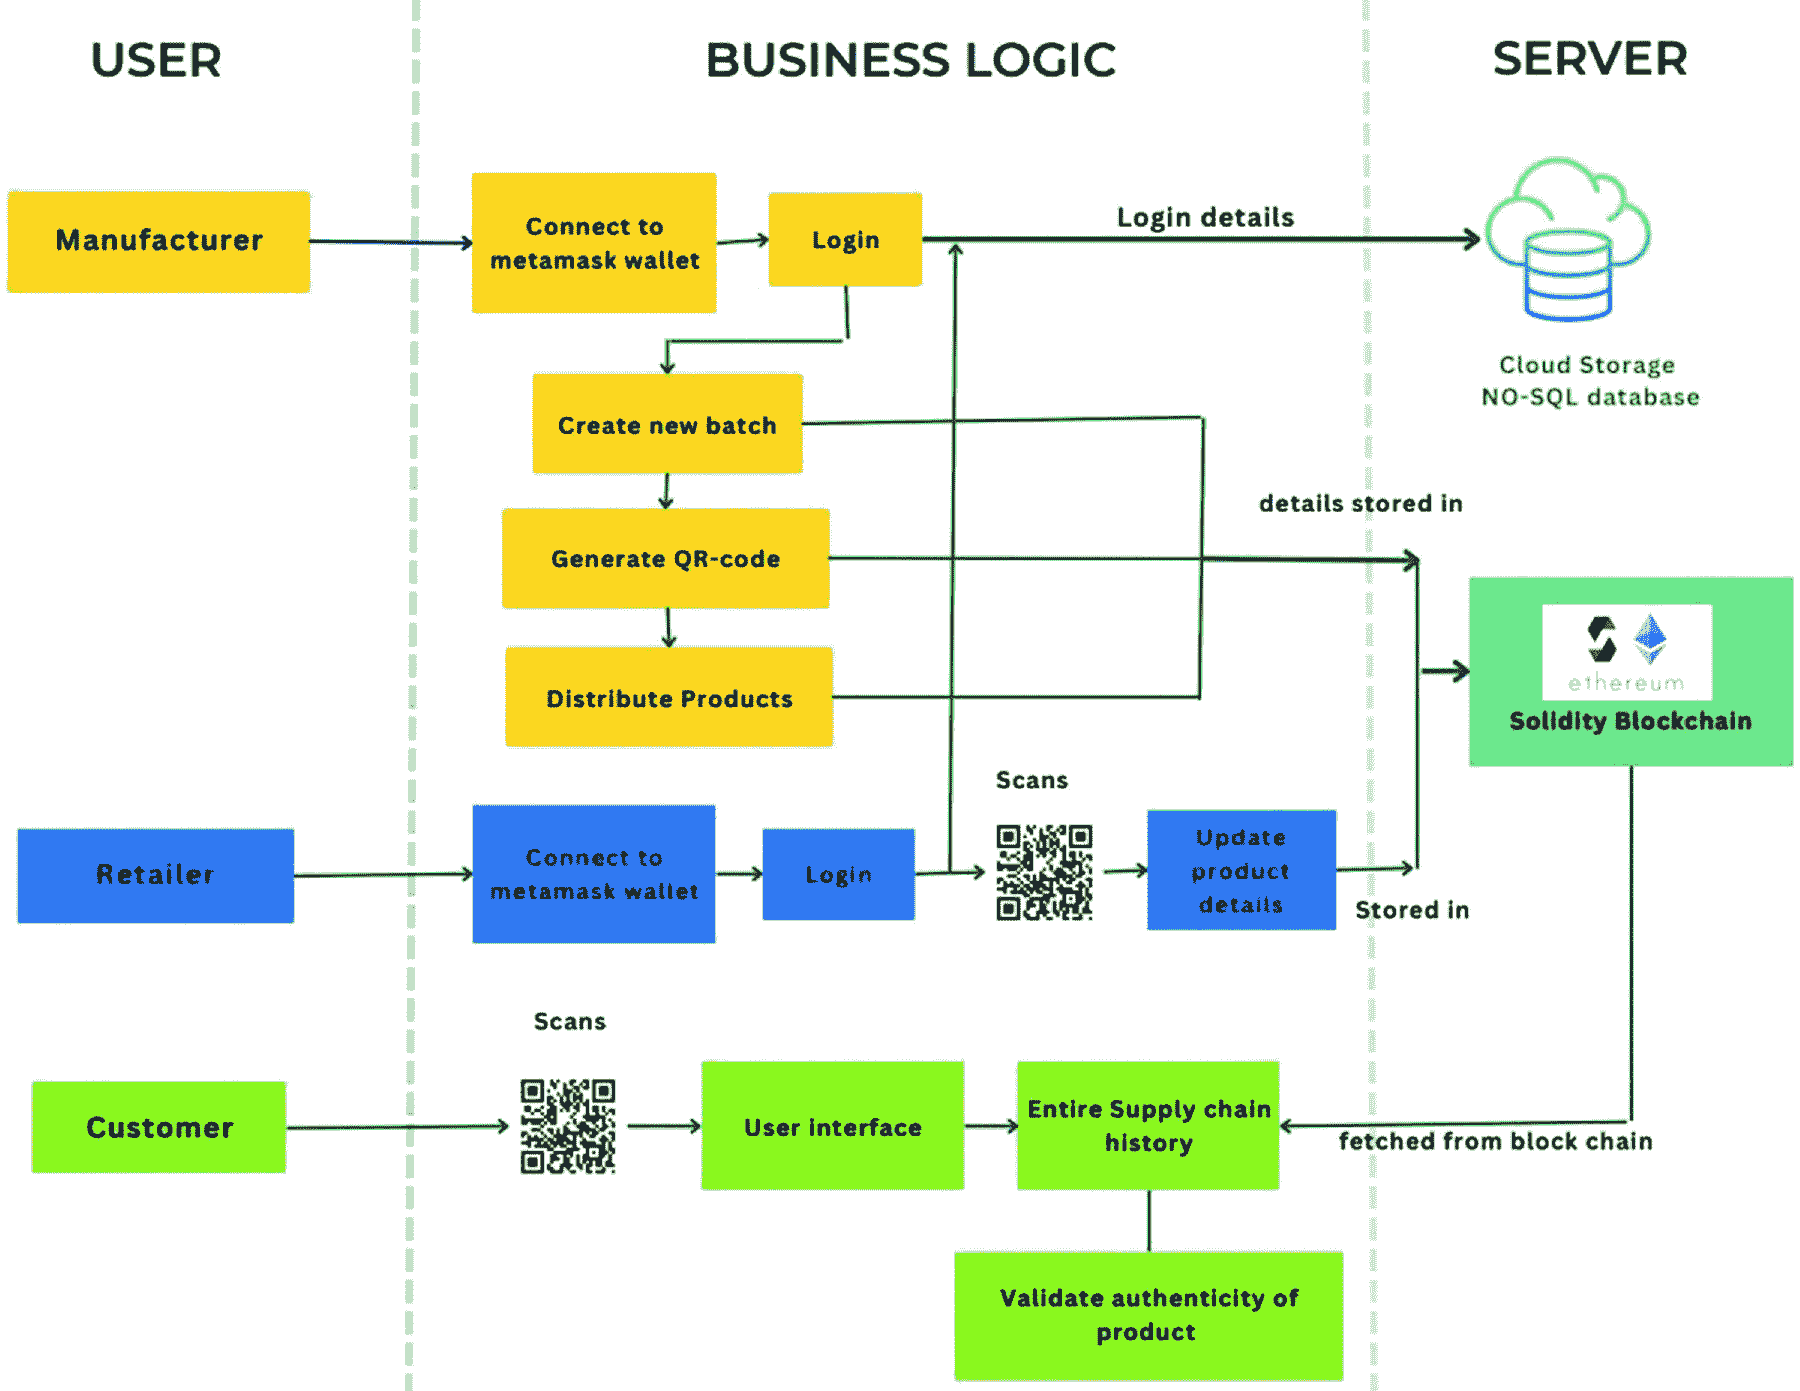 USER
BUSINESS LOGIC
SERVER
Manufacturer
Connect to
metamask wallet
Login
Login details
Cloud Storage
NO-SQL database
Create new batch
Generate QR-code
Distribute Products
details stored in
ethereum
Solidity Blockchain
Retailer
Connect to
metamask wallet
Login
Scans
Update
product
details
Stored in
Customer
Scans
User interface
Entire Supply chain
history
fetched from block chain
Validate authenticity of
product